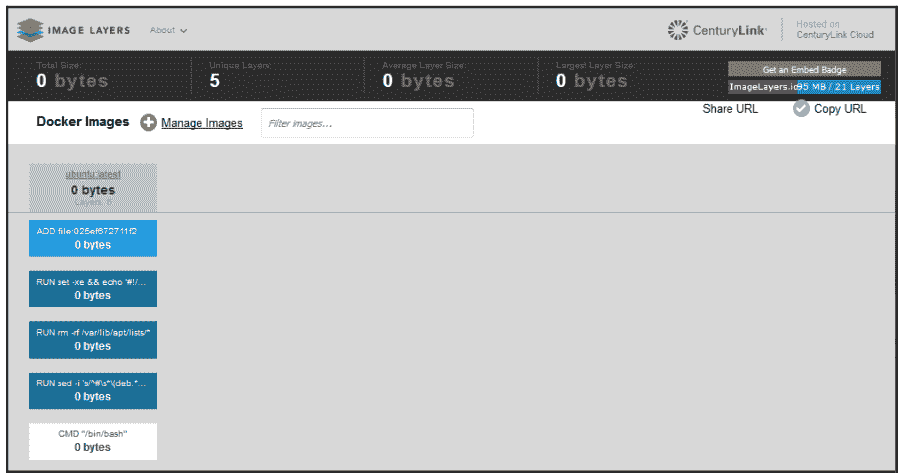 IMAGE LAYERS
About
CenturyLink
Hosted on
CenturyLink Cloud
Total Size:
0 bytes
Unique Layers:
5
Average Layer Size:
0 bytes
Largest Layer Size:
0 bytes
Get an Embed Badge
ImageLayers.io 95 MB / 21 Layers
Docker Images
Manage Images
Filter images...
Share URL
Copy URL
ubuntu:latest
0 bytes
Layers:
ADD
0 bytes
RUN set -xe && echo '#!/...
0 bytes
RUN rm -rf /var/lib/apt/lists/*
0 bytes
RUN sed -i 's/^#\s*\(deb.*...
0 bytes
CMD "/bin/bash"
0 bytes